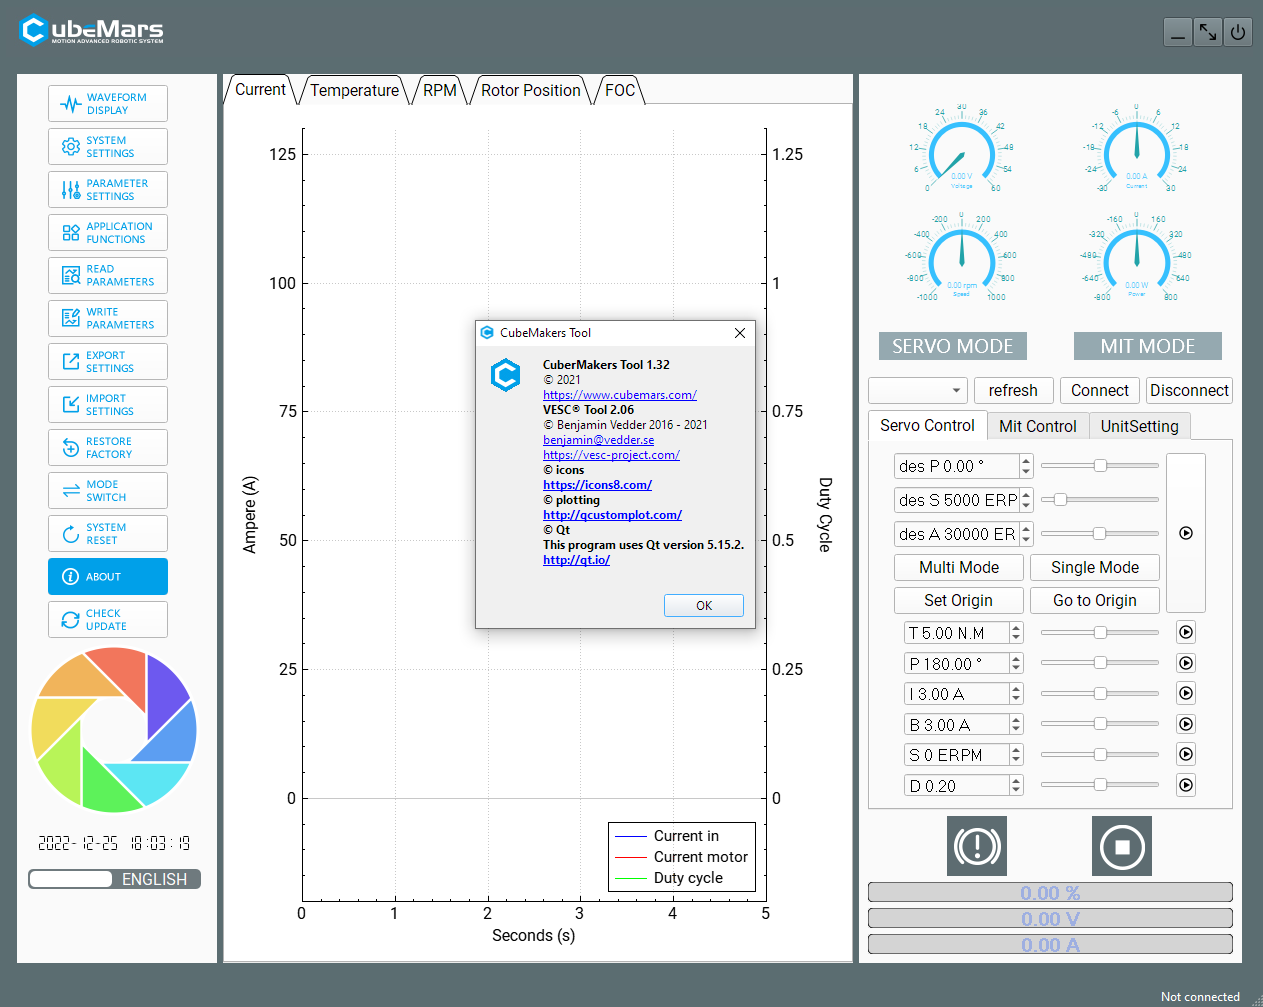 CubeMars
MOTION ADVANCED ROBOTIC SYSTEM
WAVEFORM
DISPLAY
SYSTEM
SETTINGS
PARAMETER
SETTINGS
APPLICATION
FUNCTIONS
READ
PARAMETERS
WRITE
PARAMETERS
EXPORT
SETTINGS
IMPORT
SETTINGS
RESTORE
FACTORY
MODE
SWITCH
SYSTEM
RESET
ABOUT
CHECK
UPDATE
2022-12-25 18:03:19
ENGLISH
Current Temperature RPM Rotor Position FOC
125
100
75
50
25
0
Ampere (A)
1.25
1
0.75
0.5
0.25
0
Duty Cycle
0 1 2 3 4 5
Seconds (s)
Current in
Current motor
Duty cycle
CubeMakers Tool
CuberMakers Tool 1.32
© 2021
https://www.cubemars.com/
VESC® Tool 2.06
© Benjamin Vedder 2016 - 2021
benjamin@vedder.se
https://vesc-project.com/
© icons
https://icons8.com/
© plotting
http://qcustomplot.com/
© Qt
This program uses Qt version 5.15.2.
http://qt.io/
OK
0 6 12 18 24 30 36 42 48 54 60
0.00 V
Voltage
-30 -24 -18 -12 -6 0 6 12 18 24 30
0.00 A
Current
-1000 -800 -600 -400 -200 0 200 400 600 800 1000
0.00 rpm
Speed
-800 -640 -480 -320 -160 0 160 320 480 640 800
0.00 W
Power
SERVO MODE MIT MODE
refresh Connect Disconnect
Servo Control Mit Control UnitSetting
des P 0.00 °
des S 5000 ERP
des A 30000 ER
Multi Mode Single Mode
Set Origin Go to Origin
T 5.00 N.M
P 180.00 °
I 3.00 A
B 3.00 A
S 0 ERPM
D 0.20
0.00 %
0.00 V
0.00 A
Not connected